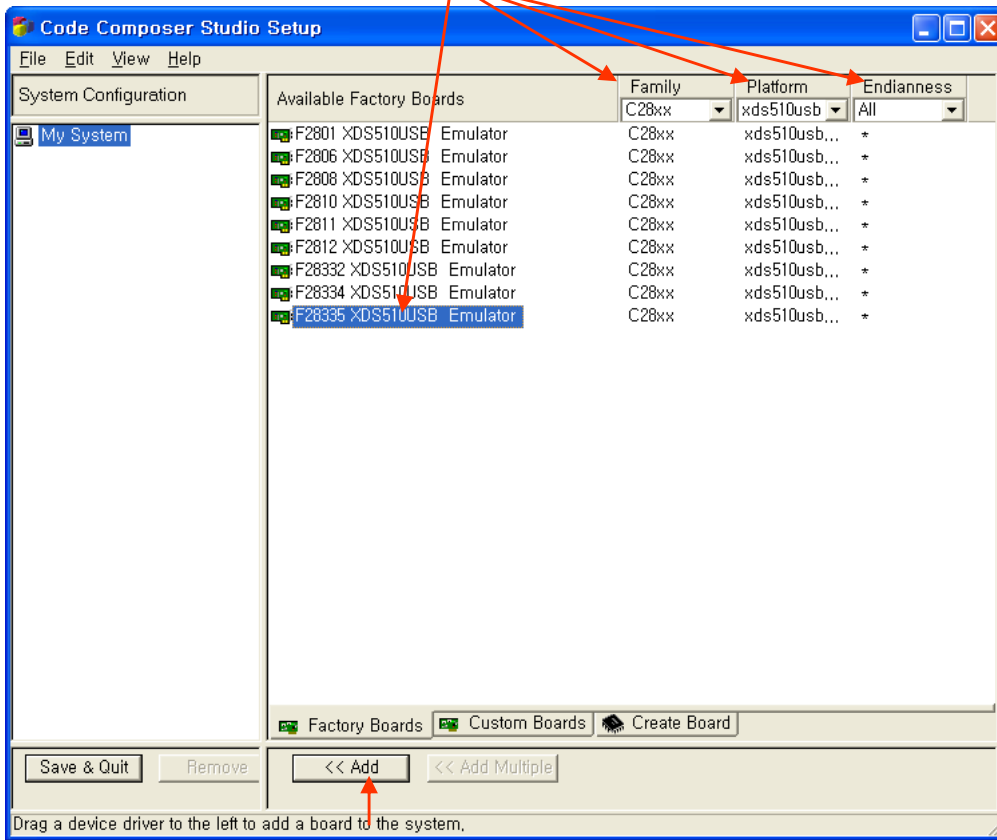 Code Composer Studio Setup
File Edit View Help
System Configuration
Available Factory Boards
Family
Platform
Endianness
C28xx
xds510usb
All
My System
F2801 XDS510USB Emulator C28xx xds510usb... *
F2806 XDS510USB Emulator C28xx xds510usb... *
F2808 XDS510USB Emulator C28xx xds510usb... *
F2810 XDS510USB Emulator C28xx xds510usb... *
F2811 XDS510USB Emulator C28xx xds510usb... *
F2812 XDS510USB Emulator C28xx xds510usb... *
F28332 XDS510USB Emulator C28xx xds510usb... *
F28334 XDS510USB Emulator C28xx xds510usb... *
F28335 XDS510USB Emulator C28xx xds510usb... *
Factory Boards Custom Boards Create Board
Save & Quit Remove << Add << Add Multiple
Drag a device driver to the left to add a board to the system.